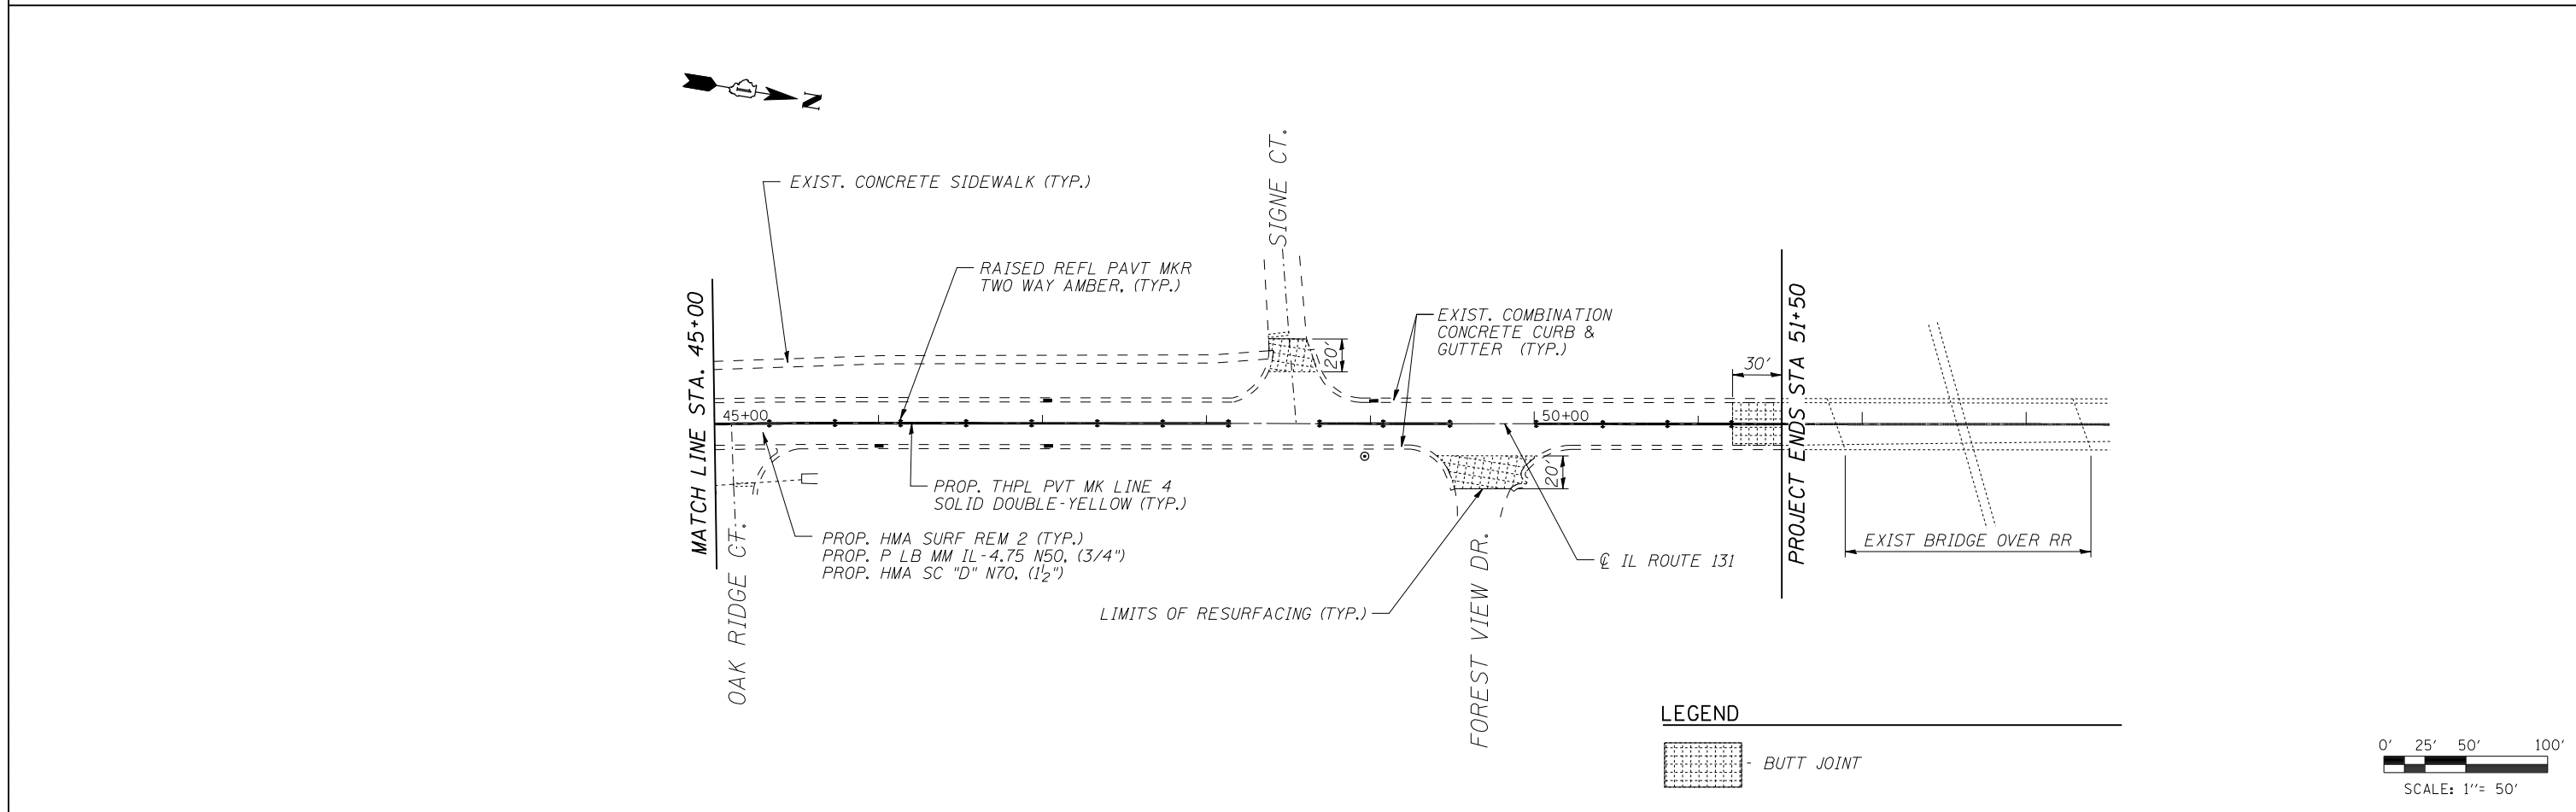 N
SIGNE CT.
EXIST. CONCRETE SIDEWALK (TYP.)
RAISED REFL PAVT MKR
TWO WAY AMBER, (TYP.)
MATCH LINE STA. 45+00
EXIST. COMBINATION
CONCRETE CURB &
GUTTER (TYP.)
20'
30'
PROJECT ENDS STA 51+50
45+00
50+00
20'
PROP. THPL PVT MK LINE 4
SOLID DOUBLE-YELLOW (TYP.)
PROP. HMA SURF REM 2 (TYP.)
PROP. P LB MM IL-4.75 N50, (3/4")
PROP. HMA SC "D" N70, (1½")
OAK RIDGE CT.
FOREST VIEW DR.
℄ IL ROUTE 131
EXIST BRIDGE OVER RR
LIMITS OF RESURFACING (TYP.)
LEGEND
- BUTT JOINT
0' 25' 50' 100'
SCALE: 1"= 50'